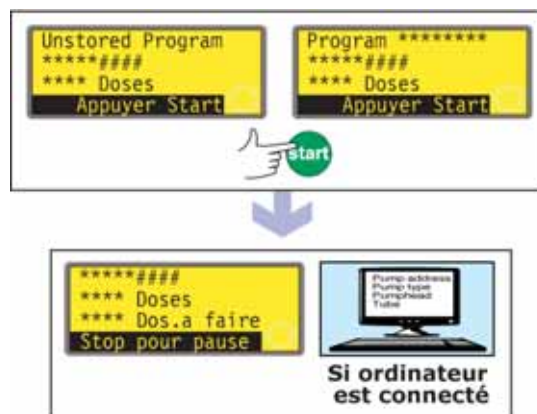 Unstored Program
*****####
**** Doses
Appuyer Start
Program ********
*****####
**** Doses
Appuyer Start
start
*****####
**** Doses
**** Dos.a faire
Stop pour pause
Pump address
Pump type
Pumphead
Tube
Si ordinateur
est connecté